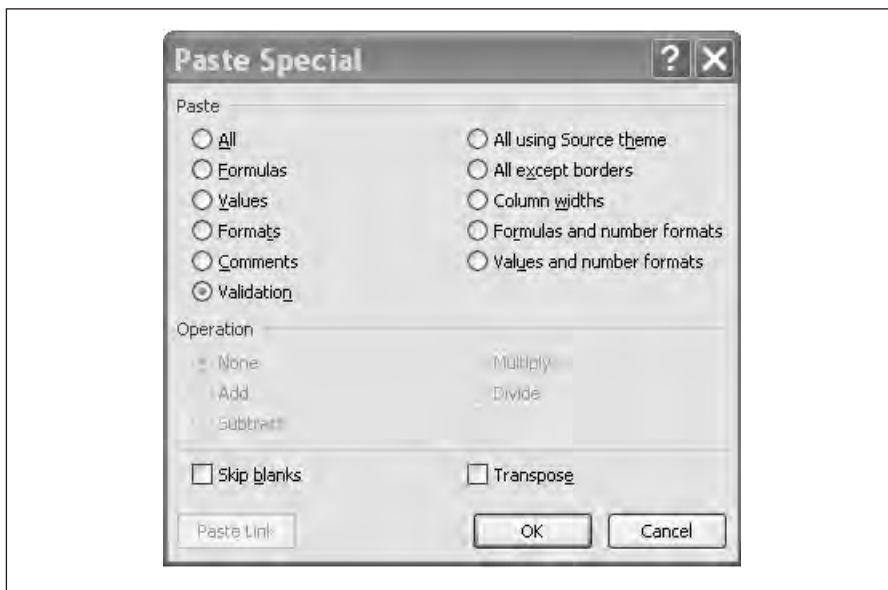 Paste Special
Paste
All
All using Source theme
Formulas
All except borders
Values
Column widths
Formats
Formulas and number formats
Comments
Values and number formats
Validation
Operation
None
Multiply
Add
Divide
Subtract
Skip blanks
Transpose
Paste Link
OK
Cancel